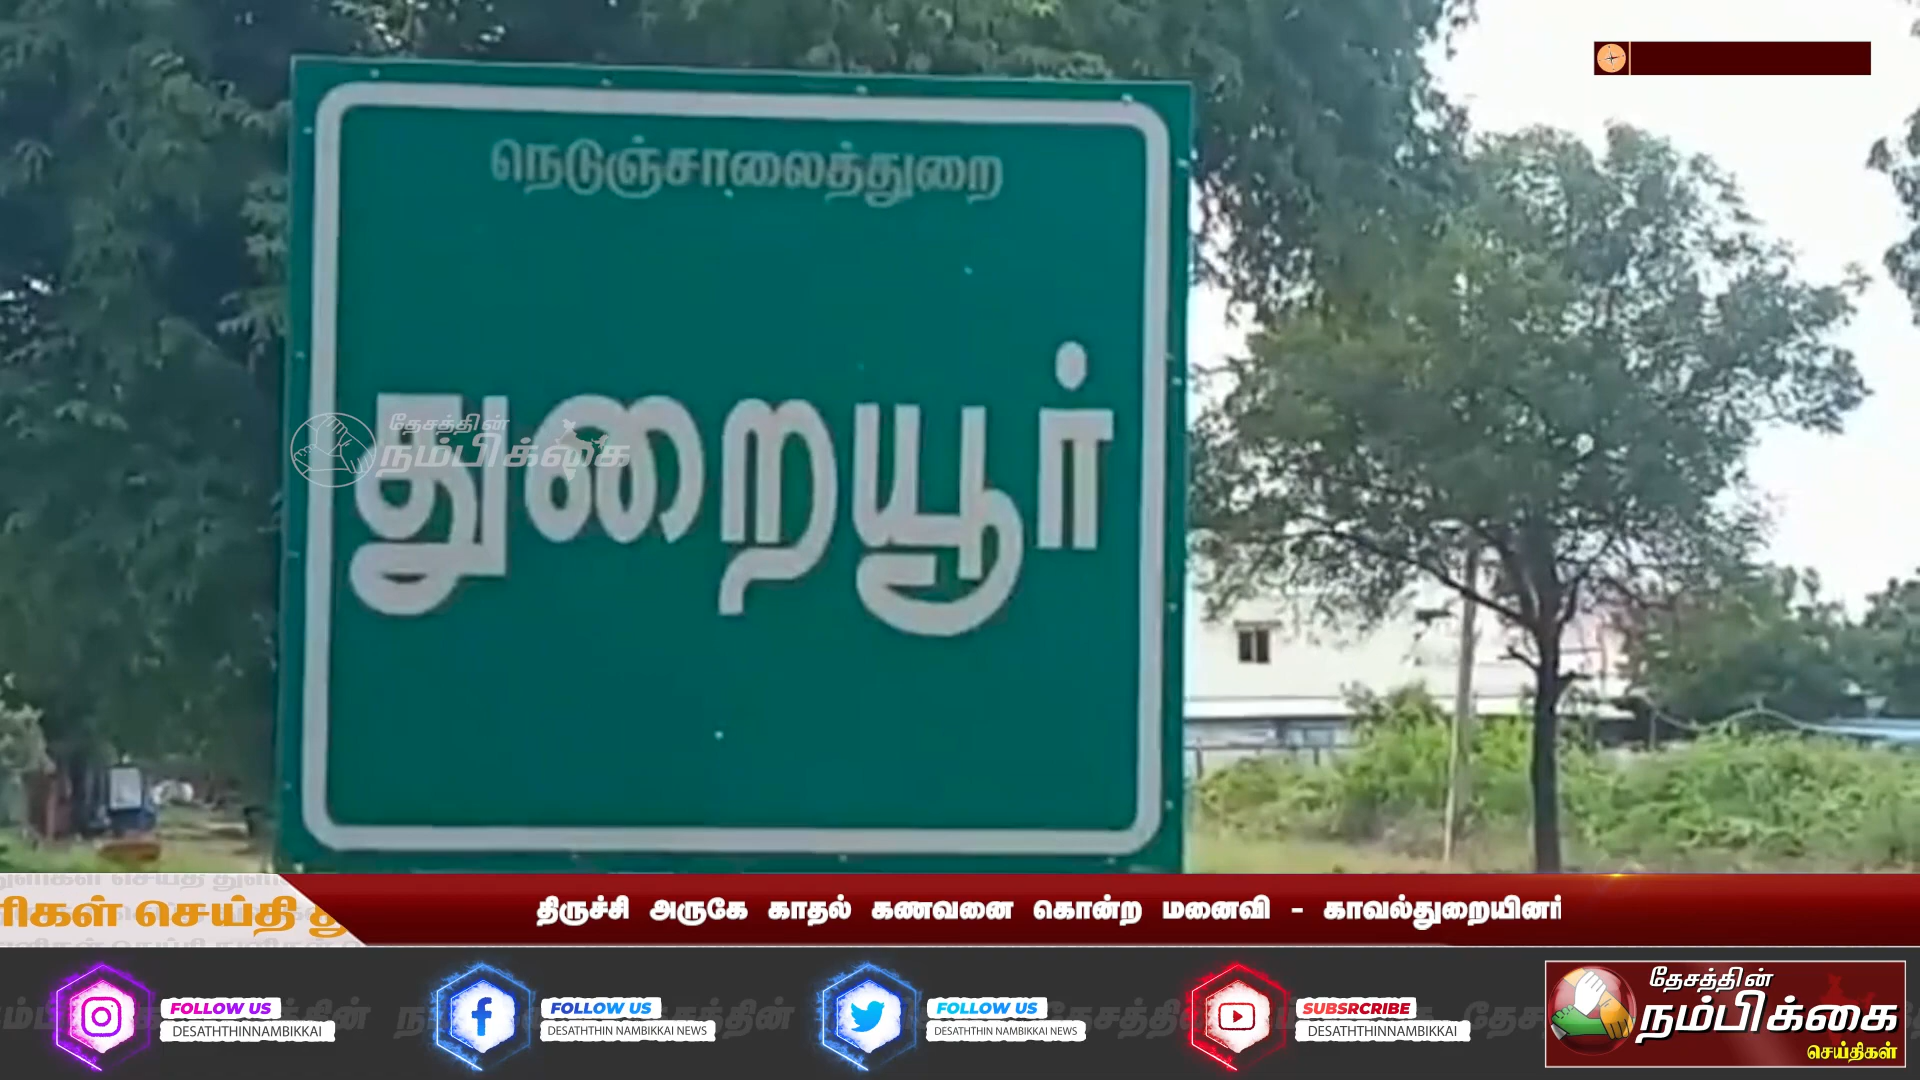 நெடுஞ்சாலைத்துறை
துறையூர்
தேசத்தின்
நம்பிக்கை
திருச்சி அருகே காதல் கணவனை கொன்ற மனைவி - காவல்துறையினர்
செய்தி
FOLLOW US
DESATHTHINNAMBIKKAI
FOLLOW US
DESATHTHIN NAMBIKKAI NEWS
FOLLOW US
DESATHTHIN NAMBIKKAI NEWS
SUBSRCRIBE
DESATHTHINNAMBIKKAI
தேசத்தின்
நம்பிக்கை
செய்திகள்